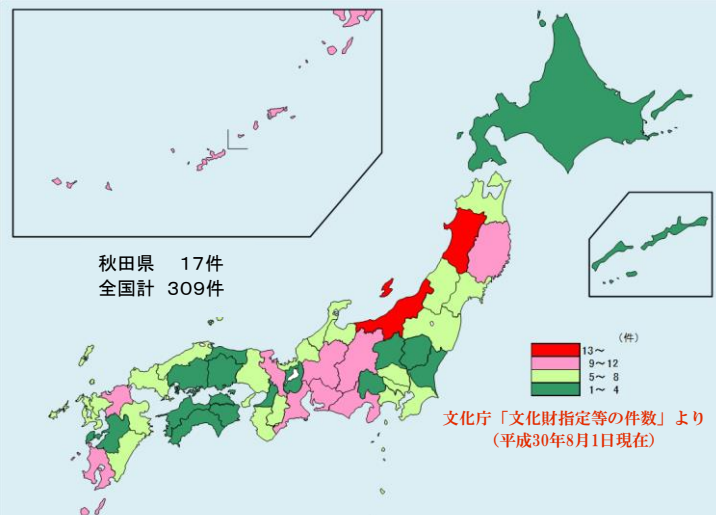 秋田県　17件
全国計　309件
（件）
13～
9～12
5～ 8
1～ 4
文化庁「文化財指定等の件数」より
（平成30年8月1日現在）